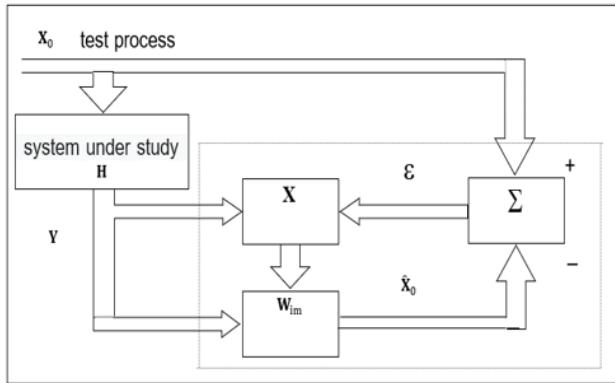 X₀ test process
system under study
H
ε
+
X
Σ
Y
−
X̂₀
W_im